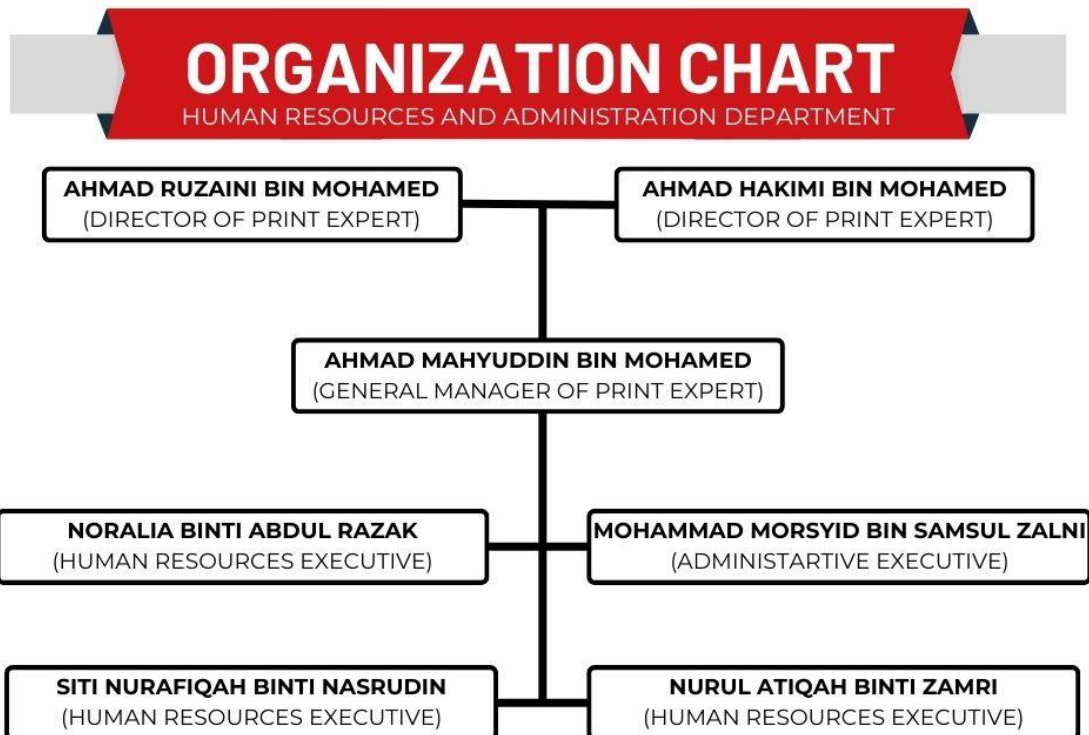 ORGANIZATION CHART
HUMAN RESOURCES AND ADMINISTRATION DEPARTMENT
AHMAD RUZAINI BIN MOHAMED
(DIRECTOR OF PRINT EXPERT)
AHMAD HAKIMI BIN MOHAMED
(DIRECTOR OF PRINT EXPERT)
AHMAD MAHYUDDIN BIN MOHAMED
(GENERAL MANAGER OF PRINT EXPERT)
NORALIA BINTI ABDUL RAZAK
(HUMAN RESOURCES EXECUTIVE)
MOHAMMAD MORSYID BIN SAMSUL ZALNI
(ADMINISTARTIVE EXECUTIVE)
SITI NURAFIQAH BINTI NASRUDIN
(HUMAN RESOURCES EXECUTIVE)
NURUL ATIQAH BINTI ZAMRI
(HUMAN RESOURCES EXECUTIVE)